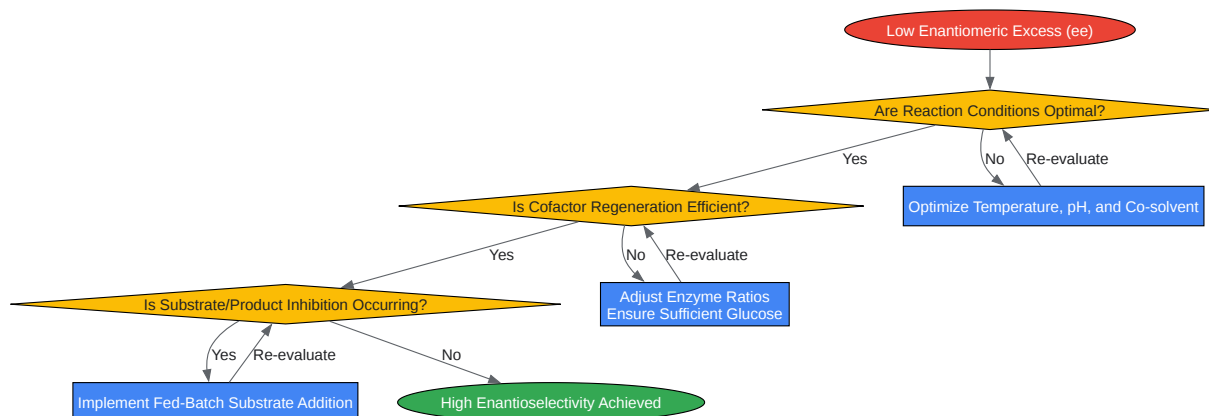 Low Enantiomeric Excess (ee)
Are Reaction Conditions Optimal?
Yes
No
Re-evaluate
Is Cofactor Regeneration Efficient?
Optimize Temperature, pH, and Co-solvent
Yes
No
Re-evaluate
Is Substrate/Product Inhibition Occurring?
Adjust Enzyme Ratios
Ensure Sufficient Glucose
Yes
Re-evaluate
No
Implement Fed-Batch Substrate Addition
High Enantioselectivity Achieved